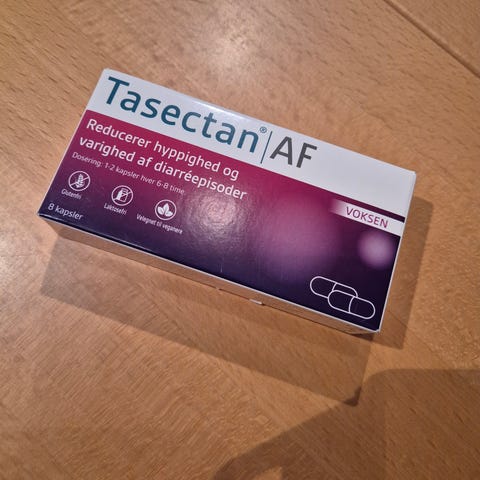 Tasectan® AF
Reducerer hyppighed og
varighed af diarréepisoder
Dosering: 1-2 kapsler hver 6-8 time
Glutenfri
Laktosefri
Velegnet til veganere
8 kapsler
VOKSEN